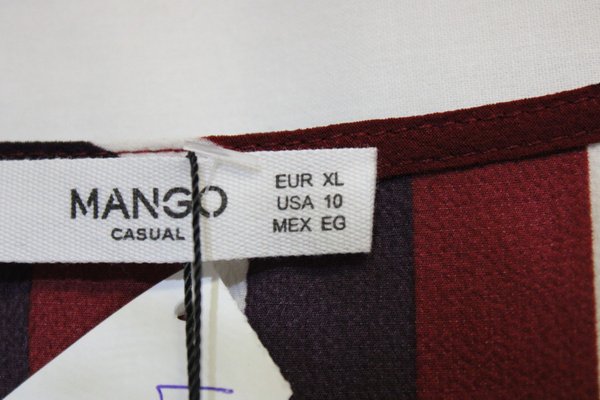 MANGO
CASUAL
EUR XL
USA 10
MEX EG